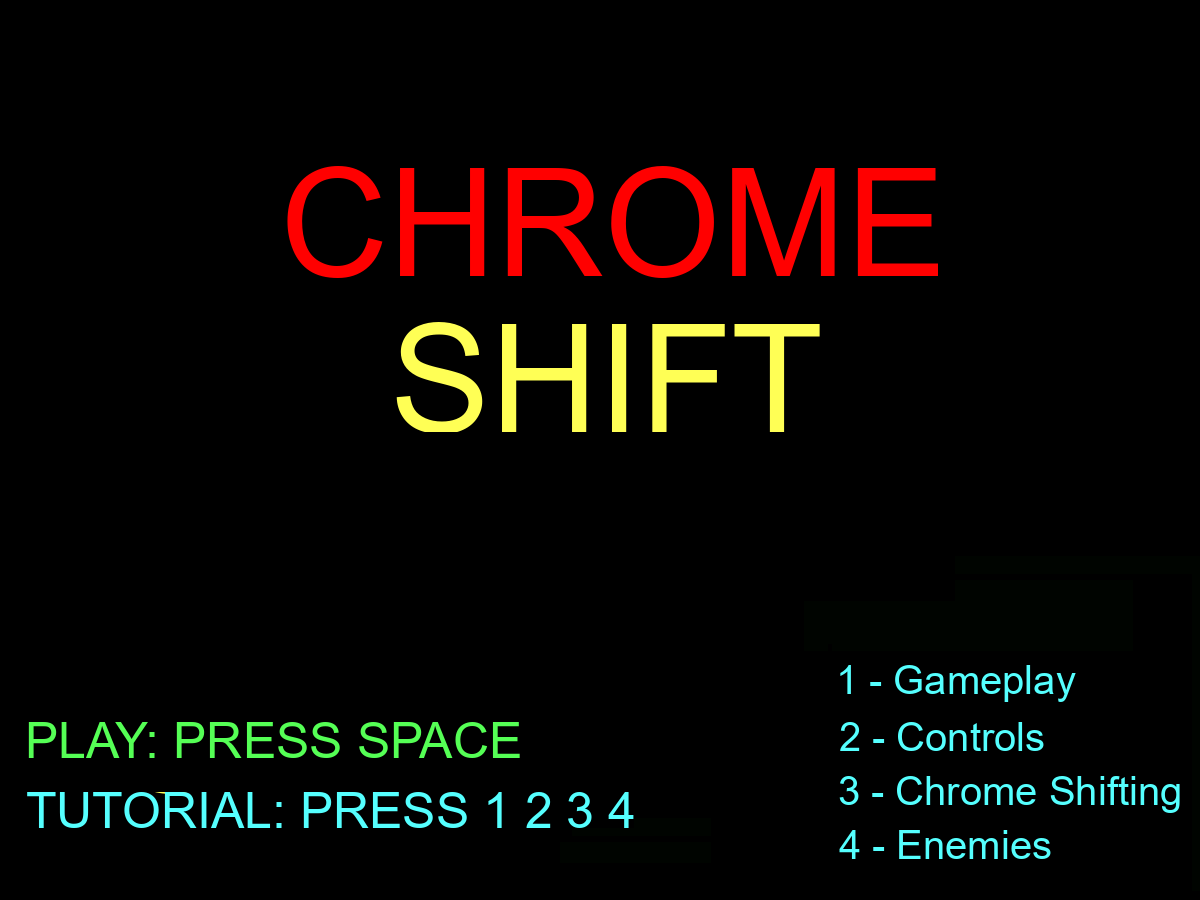 CHROME
SHIFT
PLAY: PRESS SPACE
TUTORIAL: PRESS 1 2 3 4
1 - Gameplay
2 - Controls
3 - Chrome Shifting
4 - Enemies